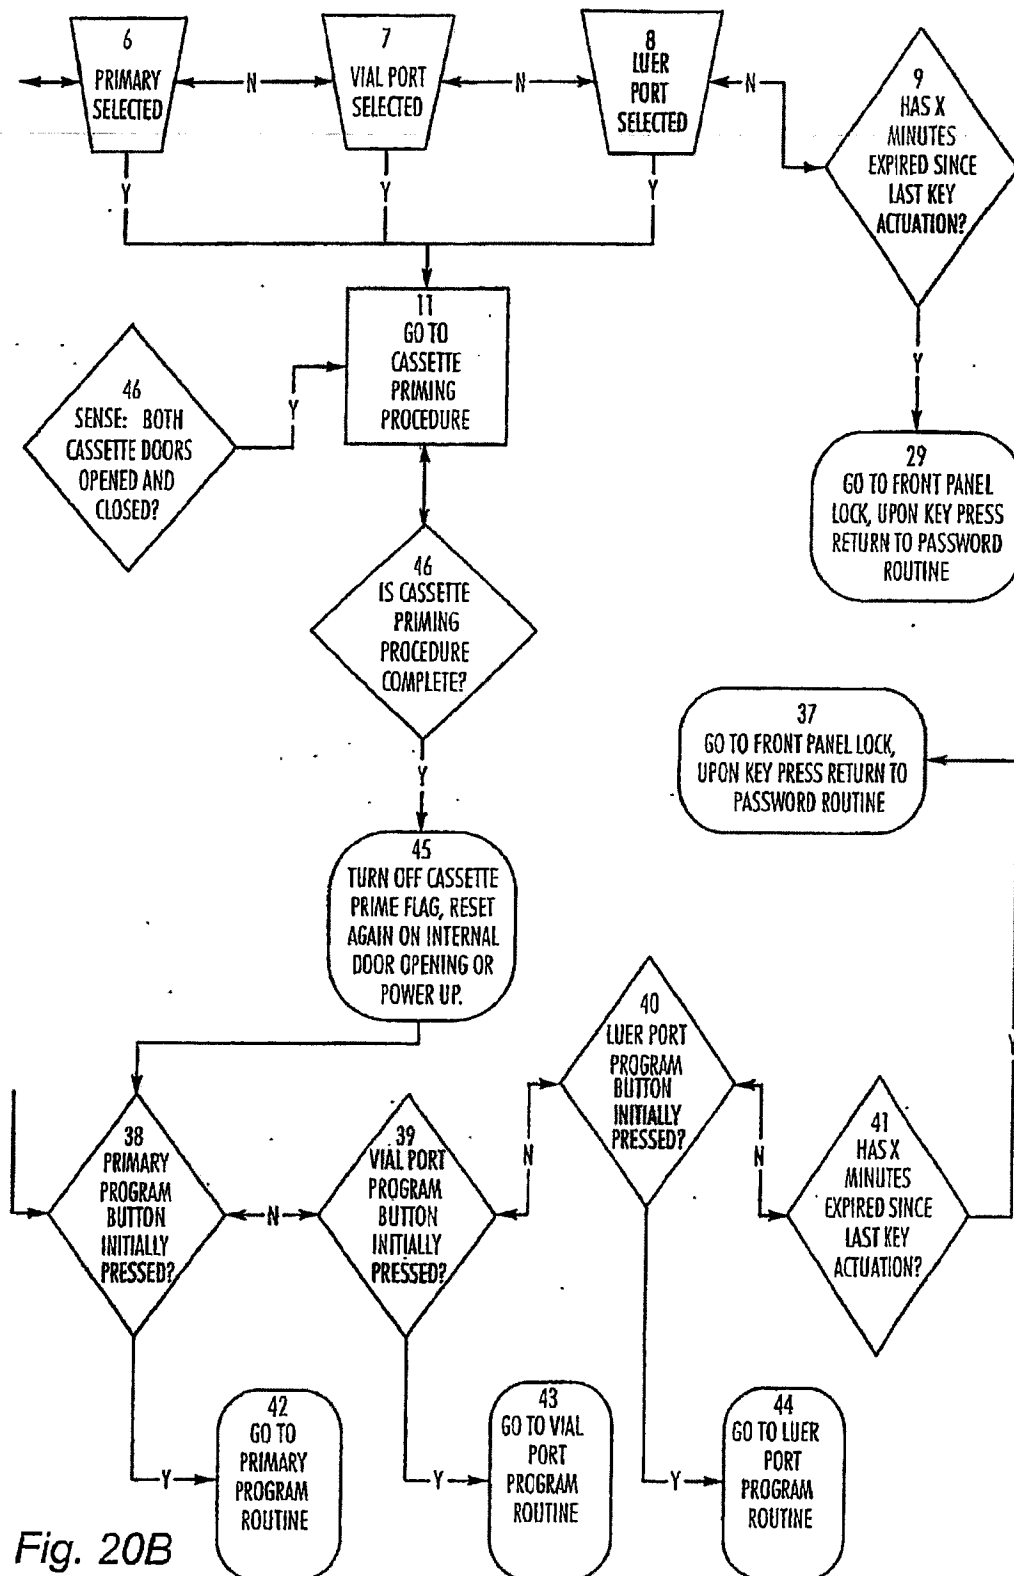 6
PRIMARY
SELECTED
N
7
VIAL PORT
SELECTED
N
8
LUER
PORT
SELECTED
N
9
HAS X
MINUTES
EXPIRED SINCE
LAST KEY
ACTUATION?
Y
Y
Y
11
GO TO
CASSETTE
PRIMING
PROCEDURE
46
SENSE: BOTH
CASSETTE DOORS
OPENED AND
CLOSED?
Y
Y
29
GO TO FRONT PANEL
LOCK, UPON KEY PRESS
RETURN TO PASSWORD
ROUTINE
46
IS CASSETTE
PRIMING
PROCEDURE
COMPLETE?
Y
37
GO TO FRONT PANEL LOCK,
UPON KEY PRESS RETURN TO
PASSWORD ROUTINE
45
TURN OFF CASSETTE
PRIME FLAG, RESET
AGAIN ON INTERNAL
DOOR OPENING OR
POWER UP.
38
PRIMARY
PROGRAM
BUTTON
INITIALLY
PRESSED?
N
39
VIAL PORT
PROGRAM
BUTTON
INITIALLY
PRESSED?
N
40
LUER PORT
PROGRAM
BUTTON
INITIALLY
PRESSED?
N
41
HAS X
MINUTES
EXPIRED SINCE
LAST KEY
ACTUATION?
Y
Y
42
GO TO
PRIMARY
PROGRAM
ROUTINE
Y
43
GO TO VIAL
PORT
PROGRAM
ROUTINE
Y
44
GO TO LUER
PORT
PROGRAM
ROUTINE
Fig. 20B